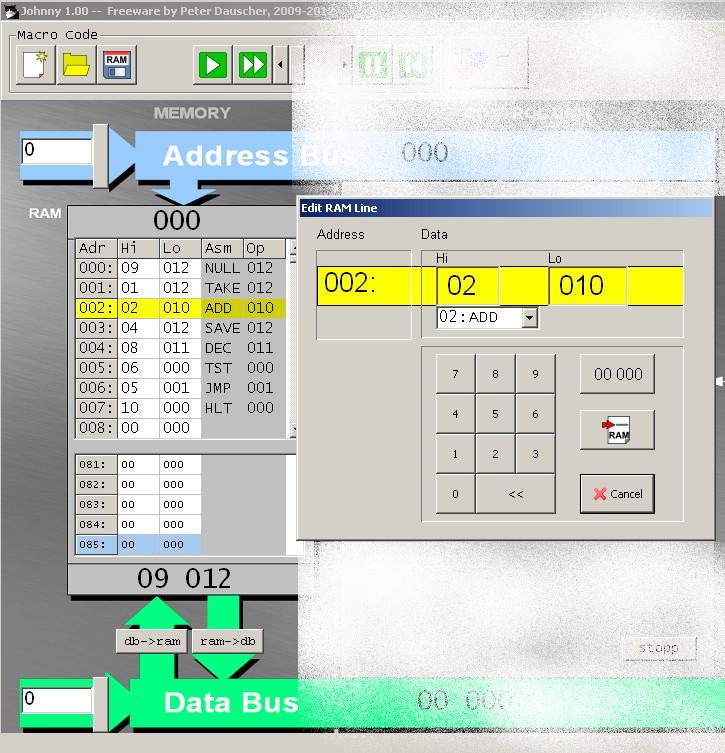 Johnny 1.00 -- Freeware by Peter Dauscher, 2009-2012
Macro Code
RAM
MEMORY
Address Bus 000
0
RAM
000
Adr Hi Lo Asm Op
000: 09 012 NULL 012
001: 01 012 TAKE 012
002: 02 010 ADD 010
003: 04 012 SAVE 012
004: 08 011 DEC 011
005: 06 000 TST 000
006: 05 001 JMP 001
007: 10 000 HLT 000
008: 00 000
081: 00 000
082: 00 000
083: 00 000
084: 00 000
085: 00 000
09 012
db->ram ram->db
0
Data Bus 00 000
Edit RAM Line
Address Data
Hi Lo
002: 02 010
02:ADD
7 8 9 00 000
4 5 6 RAM
1 2 3
0 << Cancel
stopp